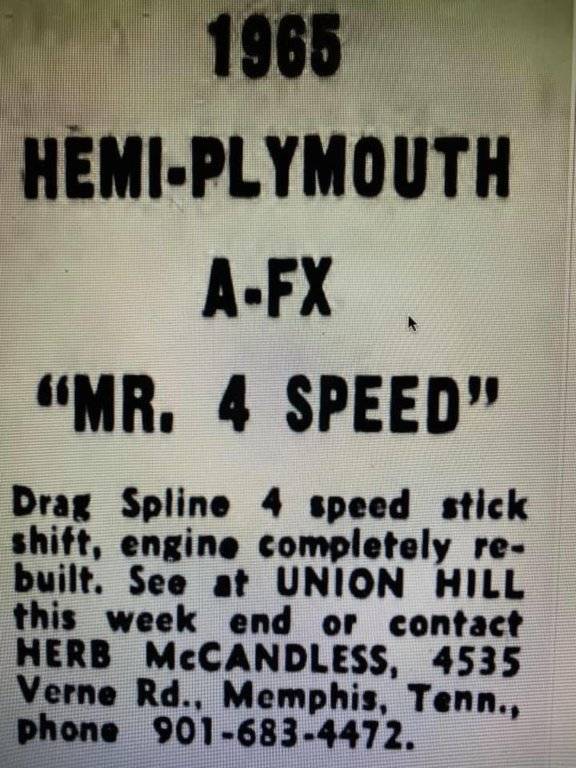 1965
HEMI-PLYMOUTH
A-FX
“MR. 4 SPEED”
Drag Spline 4 speed stick
shift, engine completely re-
built. See at UNION HILL
this week end or contact
HERB McCANDLESS, 4535
Verne Rd., Memphis, Tenn.,
phone 901-683-4472.